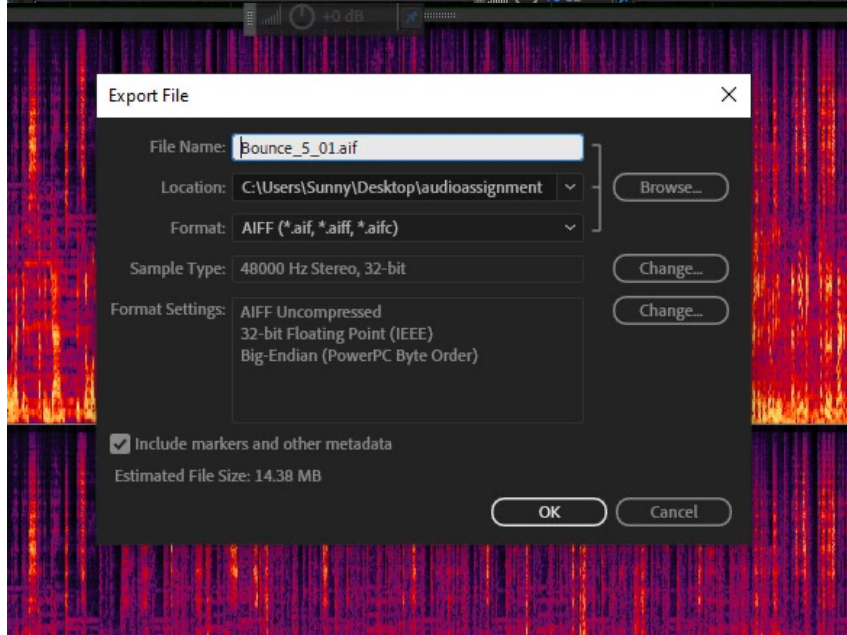 +0 dB
Export File
File Name: Bounce_5_01.aif
Location: C:\Users\Sunny\Desktop\audioassignment Browse...
Format: AIFF (*.aif, *.aiff, *.aifc)
Sample Type: 48000 Hz Stereo, 32-bit Change...
Format Settings: AIFF Uncompressed Change...
32-bit Floating Point (IEEE)
Big-Endian (PowerPC Byte Order)
Include markers and other metadata
Estimated File Size: 14.38 MB
OK Cancel